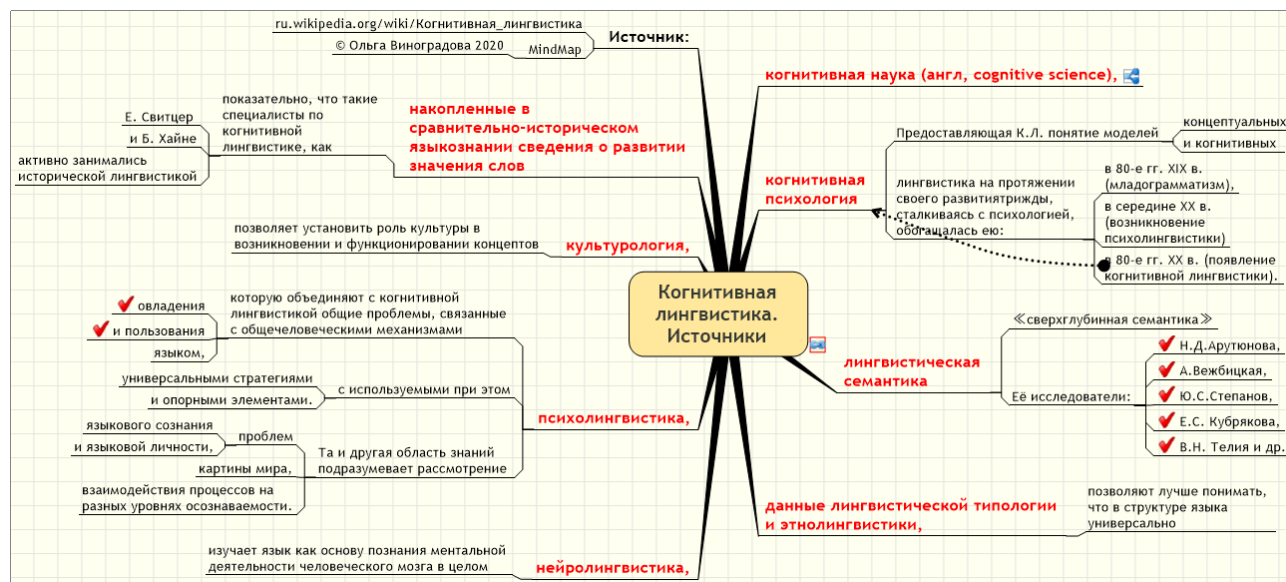 ru.wikipedia.org/wiki/Когнитивная_лингвистика
© Ольга Виноградова 2020
MindMap
Источник:
когнитивная наука (англ, cognitive science),
накопленные в
сравнительно-историческом
языкознании сведения о развитии
значения слов
показательно, что такие
специалисты по
когнитивной
лингвистике, как
Е. Свитцер
и Б. Хайне
активно занимались
исторической лингвистикой
когнитивная
психология
Предоставляющая К.Л. понятие моделей
концептуальных
и когнитивных
лингвистика на протяжении
своего развитиятрижды,
сталкиваясь с психологией,
обогащалась ею:
в 80-е гг. XIX в.
(младограмматизм),
в середине XX в.
(возникновение
психолингвистики)
в 80-е гг. XX в. (появление
когнитивной лингвистики).
культурология,
позволяет установить роль культуры в
возникновении и функционировании концептов
Когнитивная
лингвистика.
Источники
лингвистическая
семантика
≪сверхглубинная семантика≫
Её исследователи:
Н.Д.Арутюнова,
А.Вежбицкая,
Ю.С.Степанов,
Е.С. Кубрякова,
В.Н. Телия и др.
психолингвистика,
которую объединяют с когнитивной
лингвистикой общие проблемы, связанные
с общечеловеческими механизмами
овладения
и пользования
языком,
с используемыми при этом
универсальными стратегиями
и опорными элементами.
Та и другая область знаний
подразумевает рассмотрение
проблем
языкового сознания
и языковой личности,
картины мира,
взаимодействия процессов на
разных уровнях осознаваемости.
данные лингвистической типологии
и этнолингвистики,
позволяют лучше понимать,
что в структуре языка
универсально
нейролингвистика,
изучает язык как основу познания ментальной
деятельности человеческого мозга в целом